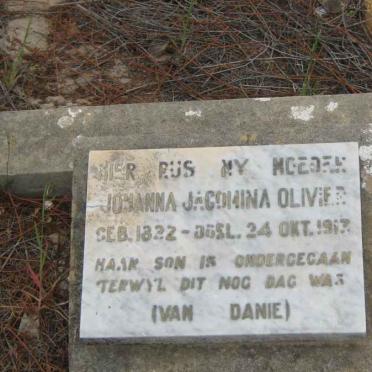 HIER RUS MY MOEDER
JOHANNA JACOMINA OLIVIER
GEB. 1822 - OORL. 24 OKT. 1917
HAAR SON IS ONDERGEGAAN
TERWYL DIT NOG DAG WAS
(VAN DANIE)